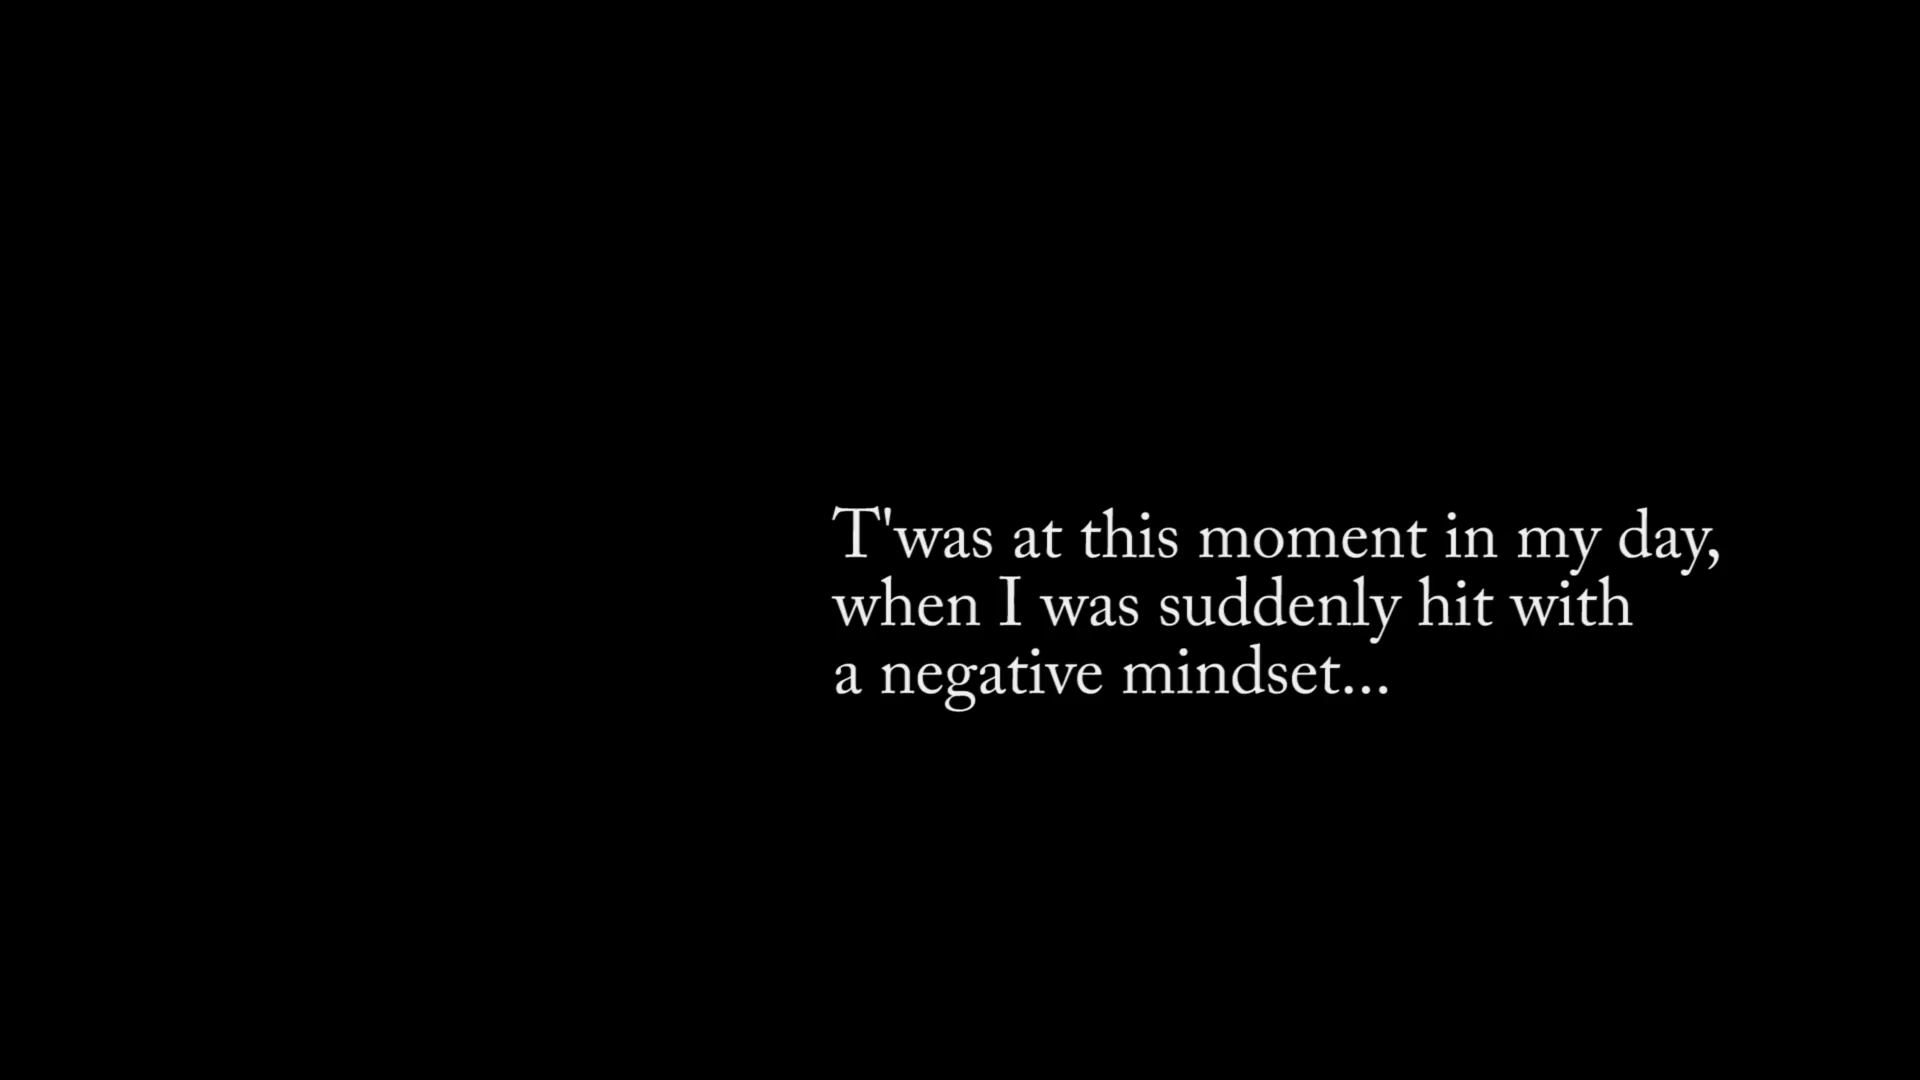 T'was at this moment in my day,
when I was suddenly hit with
a negative mindset...